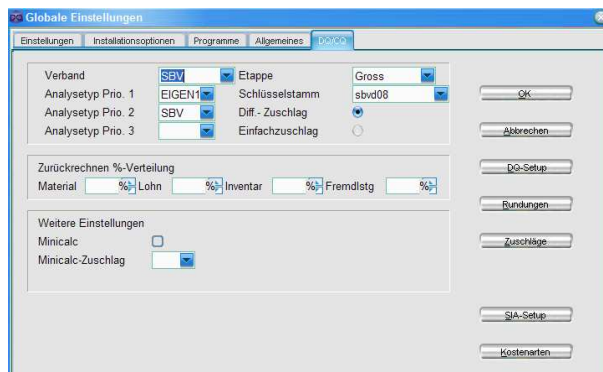 Globale Einstellungen
Einstellungen Installationsoptionen Programme Allgemeines DQ/CQ
Verband SBV Etappe Gross
Analysetyp Prio. 1 EIGEN1 Schlüsselstamm sbvd08
Analysetyp Prio. 2 SBV Diff.- Zuschlag
Analysetyp Prio. 3 Einfachzuschlag
Zurückrechnen %-Verteilung
Material % Lohn % Inventar % Fremdlstg %
Weitere Einstellungen
Minicalc
Minicalc-Zuschlag
OK
Abbrechen
DQ-Setup
Rundungen
Zuschläge
SIA-Setup
Kostenarten